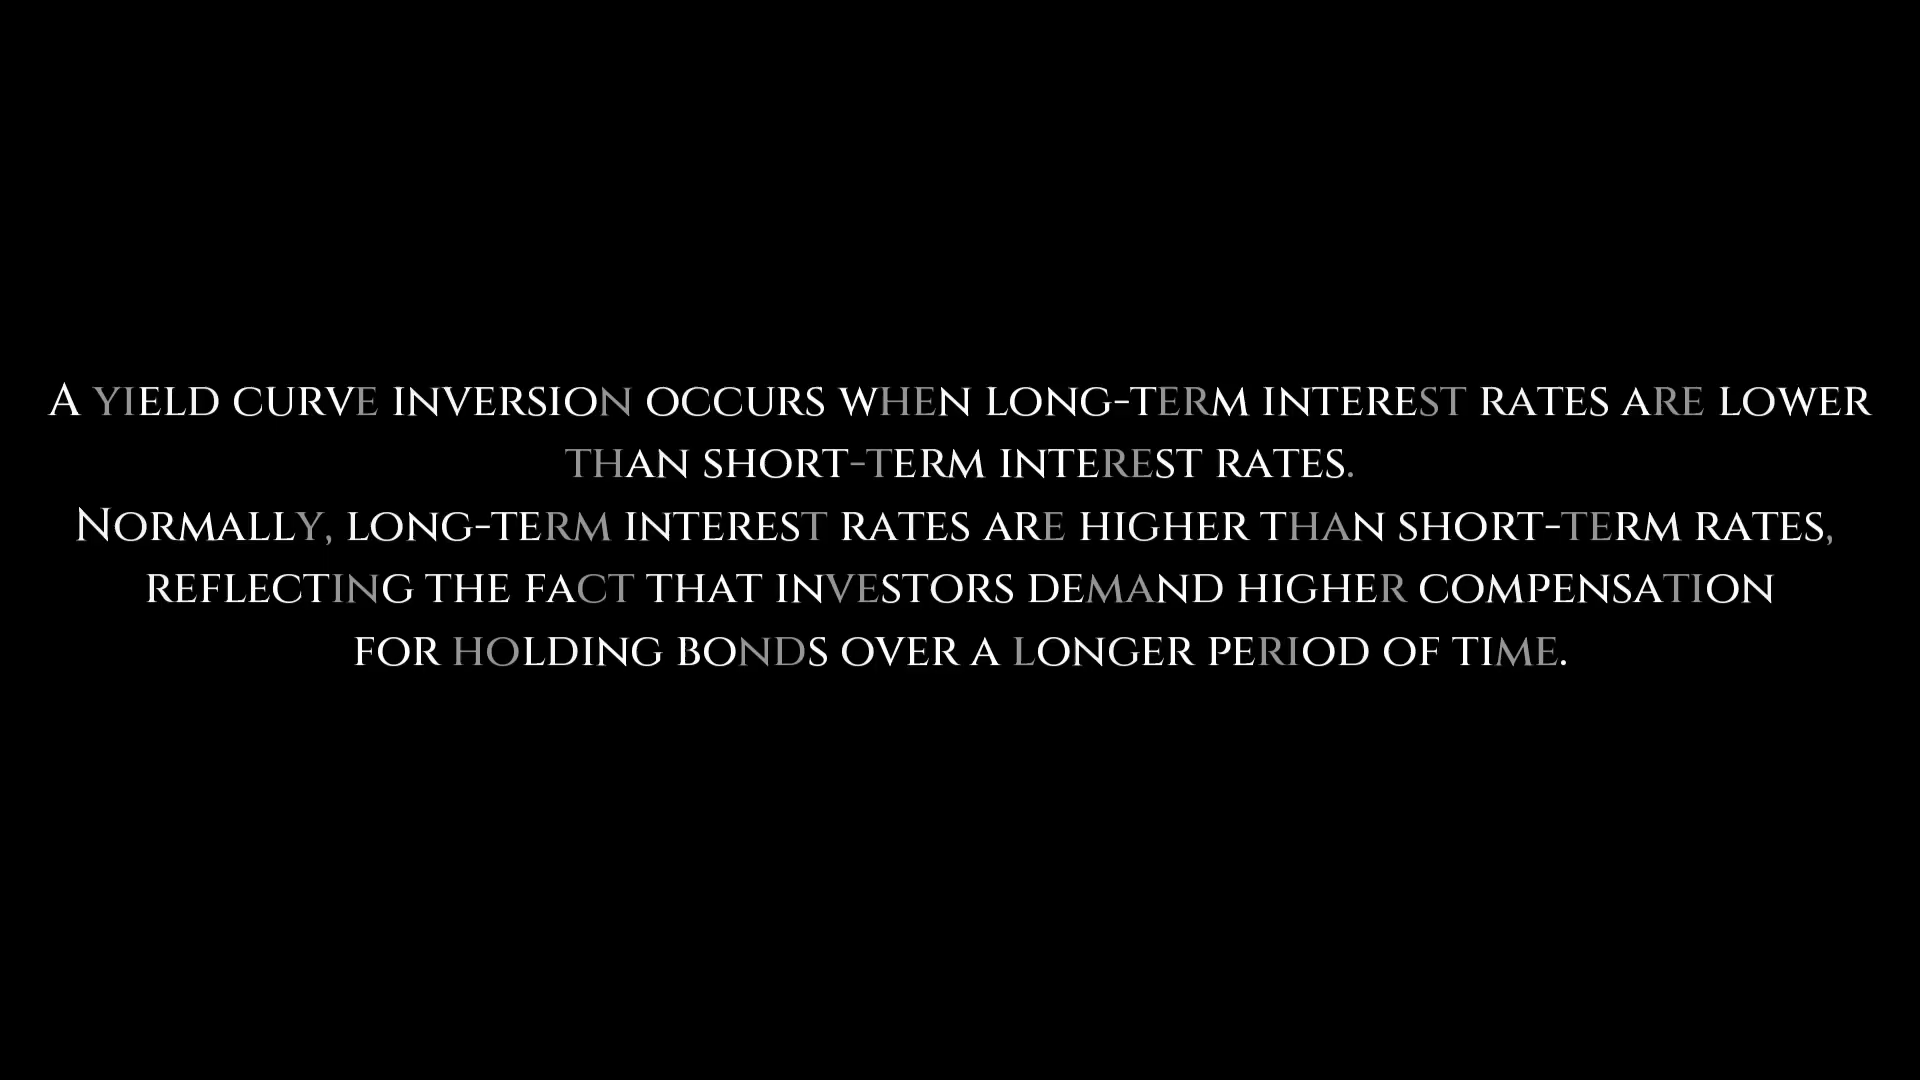 A yield curve inversion occurs when long-term interest rates are lower
than short-term interest rates.
Normally, long-term interest rates are higher than short-term rates,
reflecting the fact that investors demand higher compensation
for holding bonds over a longer period of time.